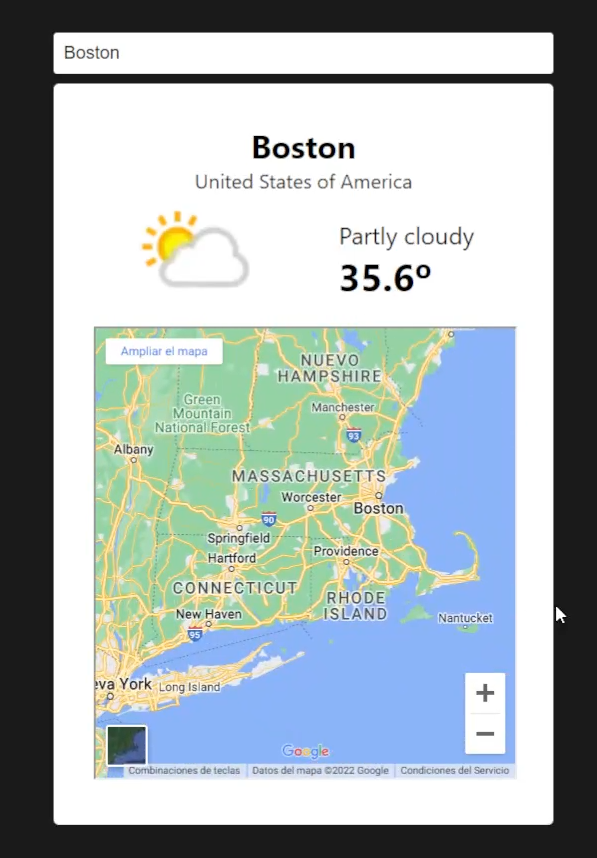 Boston
Boston
United States of America
Partly cloudy
35.6º
Ampliar el mapa
NUEVO
HAMPSHIRE
Green
Mountain
National Forest
Manchester
93
Albany
MASSACHUSETTS
Worcester
Boston
90
Springfield
Hartford
Providence
CONNECTICUT
RHODE
ISLAND
New Haven
Nantucket
95
eva York
Long Island
Google
Combinaciones de teclas
Datos del mapa ©2022 Google
Condiciones del Servicio